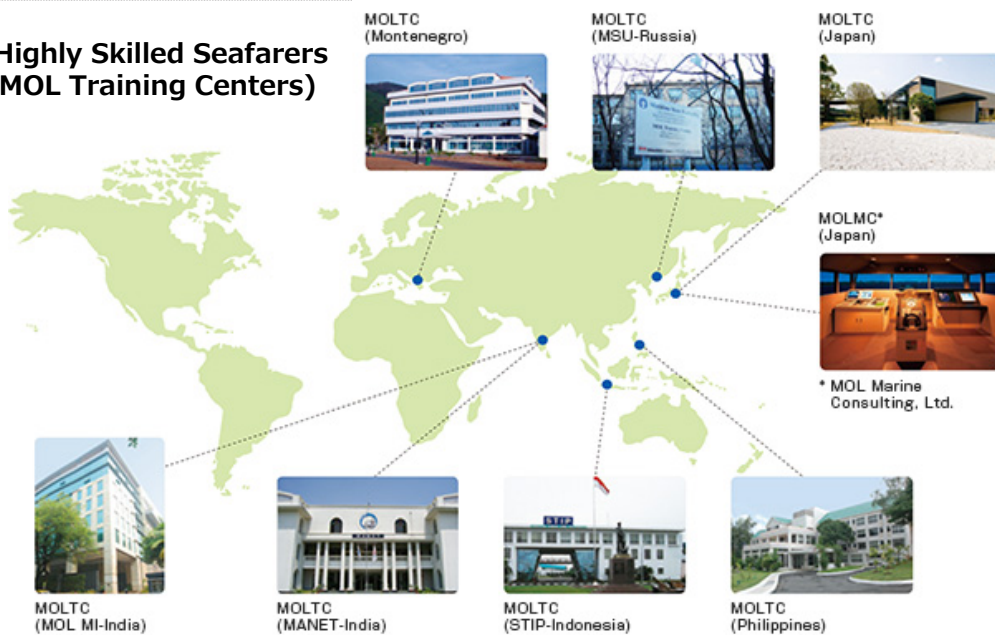 Highly Skilled Seafarers
MOL Training Centers)
MOLTC
(Montenegro)
MOLTC
(MSU-Russia)
MOLTC
(Japan)
MOLMC*
(Japan)
* MOL Marine
Consulting, Ltd.
STIP
MANET
MOLTC
(MOL MI-India)
MOLTC
(MANET-India)
MOLTC
(STIP-Indonesia)
MOLTC
(Philippines)